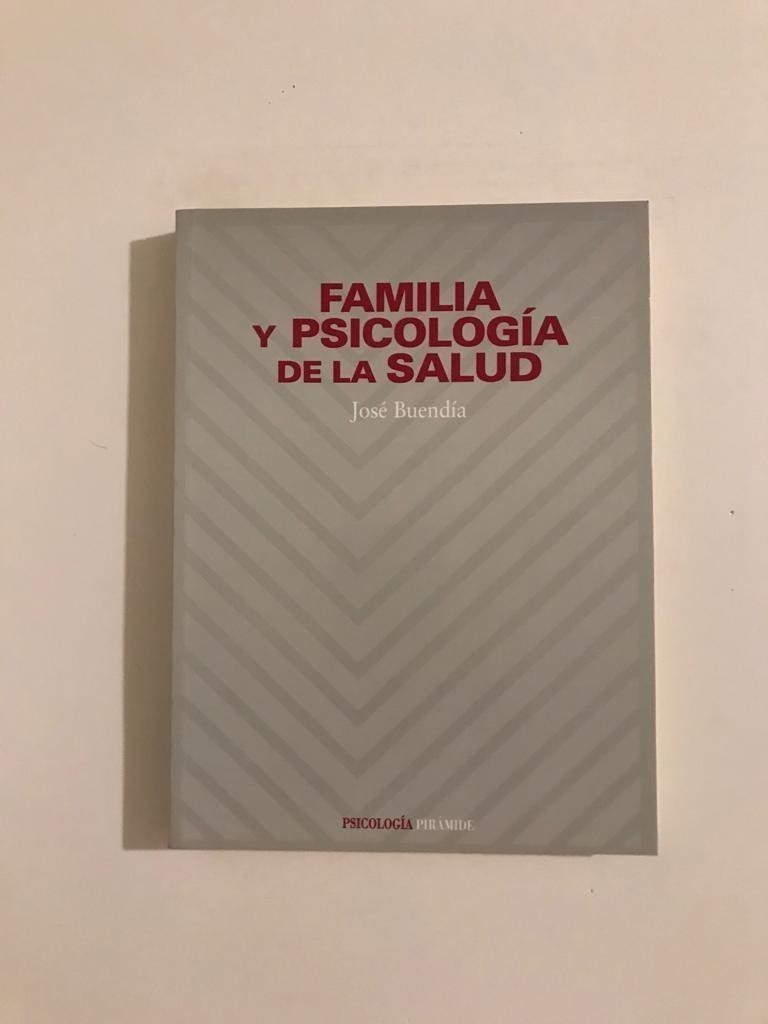 FAMILIA
Y PSICOLOGÍA
DE LA SALUD
José Buendía
PSICOLOGÍA PIRÁMIDE